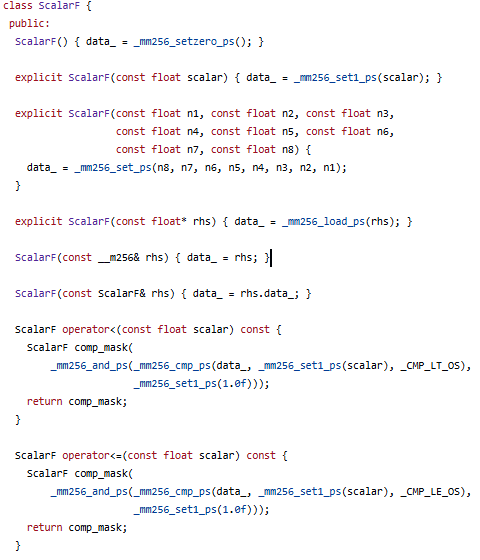 class ScalarF {
 public:
  ScalarF() { data_ = _mm256_setzero_ps(); }

  explicit ScalarF(const float scalar) { data_ = _mm256_set1_ps(scalar); }

  explicit ScalarF(const float n1, const float n2, const float n3,
                   const float n4, const float n5, const float n6,
                   const float n7, const float n8) {
    data_ = _mm256_set_ps(n8, n7, n6, n5, n4, n3, n2, n1);
  }

  explicit ScalarF(const float* rhs) { data_ = _mm256_load_ps(rhs); }

  ScalarF(const __m256& rhs) { data_ = rhs; }

  ScalarF(const ScalarF& rhs) { data_ = rhs.data_; }

  ScalarF operator<(const float scalar) const {
    ScalarF comp_mask(
        _mm256_and_ps(_mm256_cmp_ps(data_, _mm256_set1_ps(scalar), _CMP_LT_OS),
                      _mm256_set1_ps(1.0f)));
    return comp_mask;
  }

  ScalarF operator<=(const float scalar) const {
    ScalarF comp_mask(
        _mm256_and_ps(_mm256_cmp_ps(data_, _mm256_set1_ps(scalar), _CMP_LE_OS),
                      _mm256_set1_ps(1.0f)));
    return comp_mask;
  }